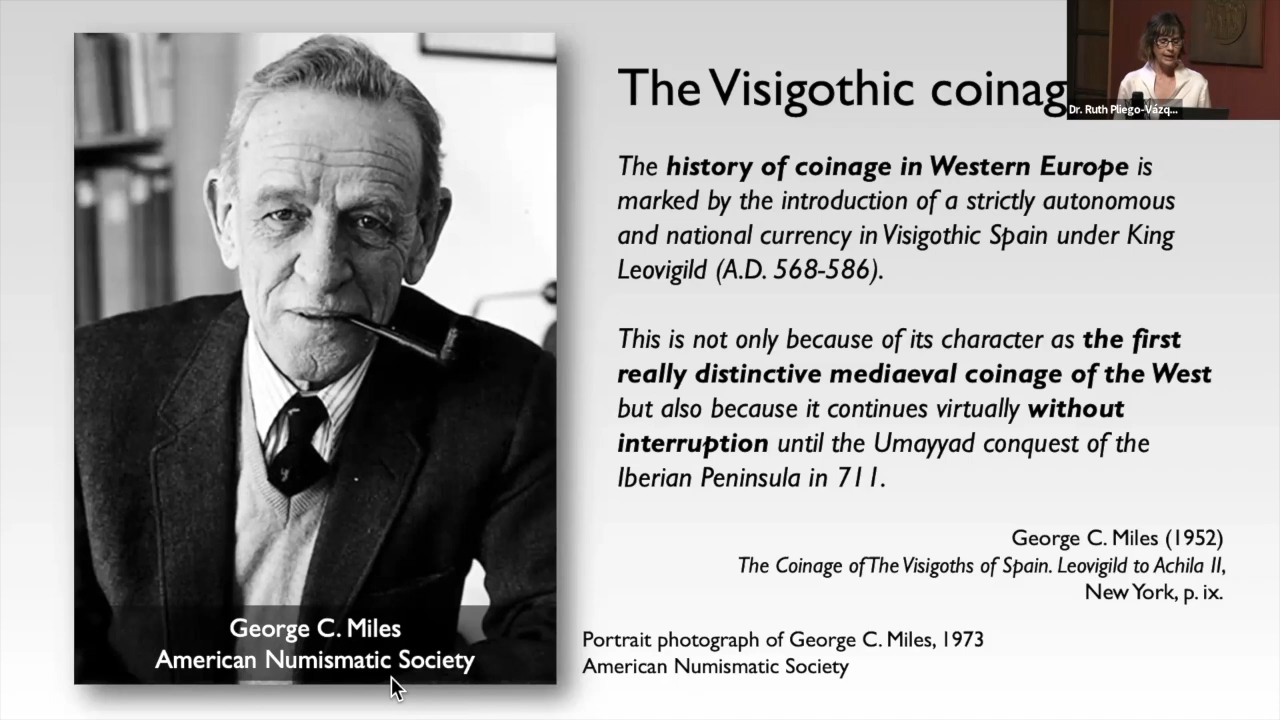 The Visigothic coinag
Dr. Ruth Pliego-Vázq...
The history of coinage in Western Europe is
marked by the introduction of a strictly autonomous
and national currency in Visigothic Spain under King
Leovigild (A.D. 568-586).
This is not only because of its character as the first
really distinctive mediaeval coinage of the West
but also because it continues virtually without
interruption until the Umayyad conquest of the
Iberian Peninsula in 711.
George C. Miles (1952)
The Coinage of The Visigoths of Spain. Leovigild to Achila II,
New York, p. ix.
George C. Miles
American Numismatic Society
Portrait photograph of George C. Miles, 1973
American Numismatic Society